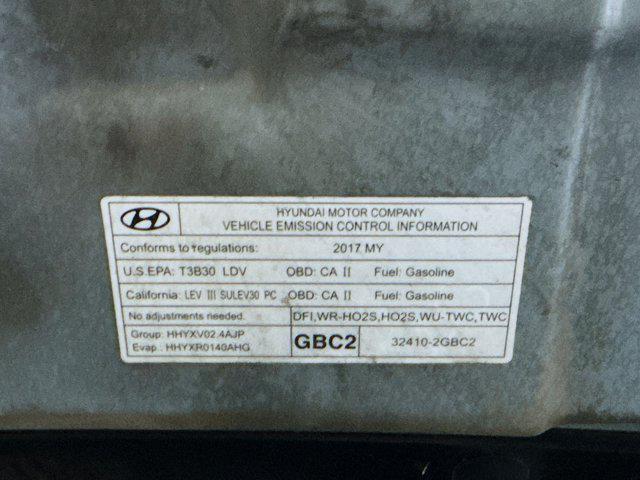 HYUNDAI MOTOR COMPANY
VEHICLE EMISSION CONTROL INFORMATION
Conforms to regulations: 2017 MY
U.S.EPA: T3B30 LDV OBD: CA II Fuel: Gasoline
California: LEV III SULEV30 PC OBD: CA II Fuel: Gasoline
No adjustments needed. DFI,WR-HO2S,HO2S,WU-TWC,TWC
Group: HHYXV02.4AJP
Evap.: HHYXR0140AHG
GBC2
32410-2GBC2